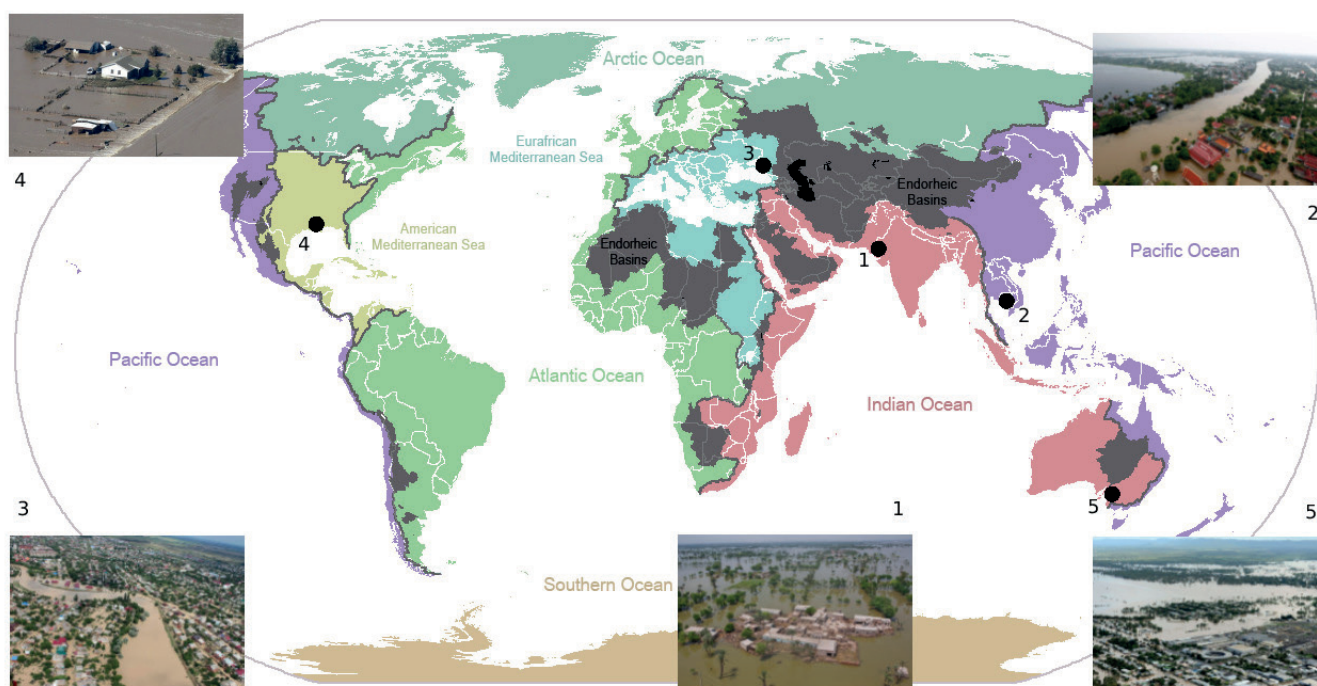 Arctic Ocean
Eurafrican
Mediterranean Sea
3
4
Endorheic
Basins
2
American
Mediterranean Sea
4
Endorheic
Basins
1
Pacific Ocean
2
Pacific Ocean
Atlantic Ocean
Indian Ocean
3
1
5
5
Southern Ocean